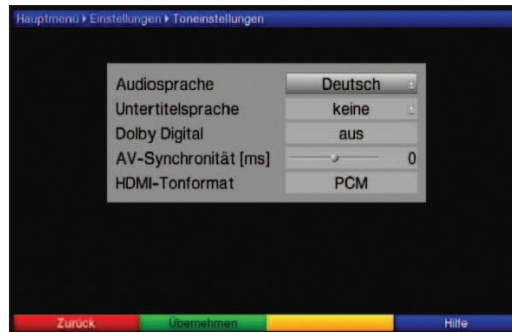 Hauptmenü ▸ Einstellungen ▸ Toneinstellungen
Audiosprache Deutsch
Untertitelsprache keine
Dolby Digital aus
AV-Synchronität [ms] 0
HDMI-Tonformat PCM
Zurück Übernehmen Hilfe